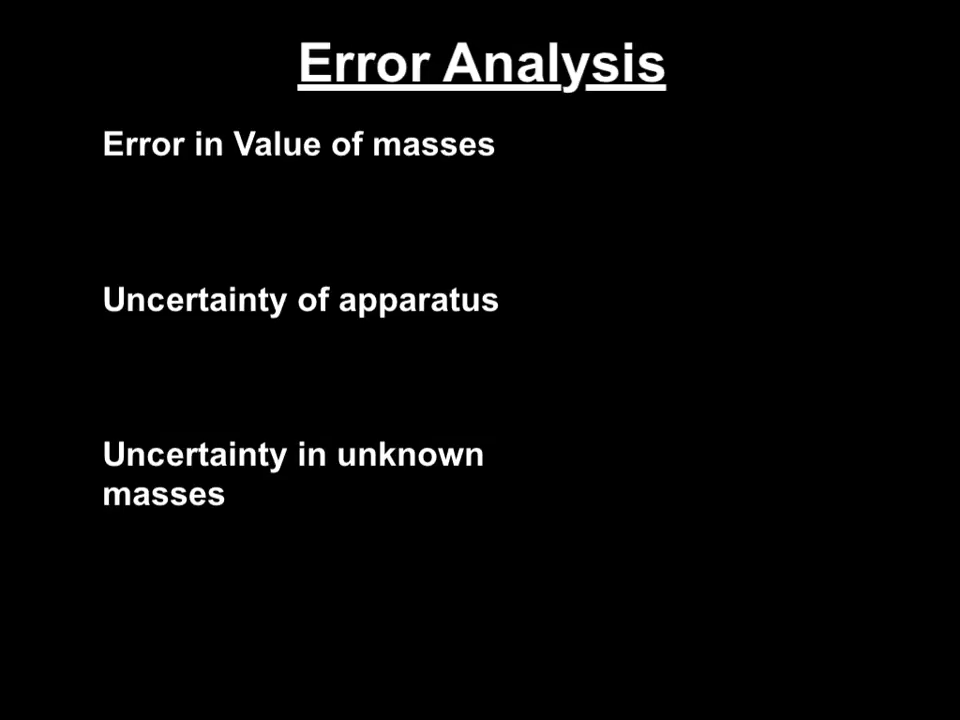 Error Analysis
Error in Value of masses
Uncertainty of apparatus
Uncertainty in unknown
masses